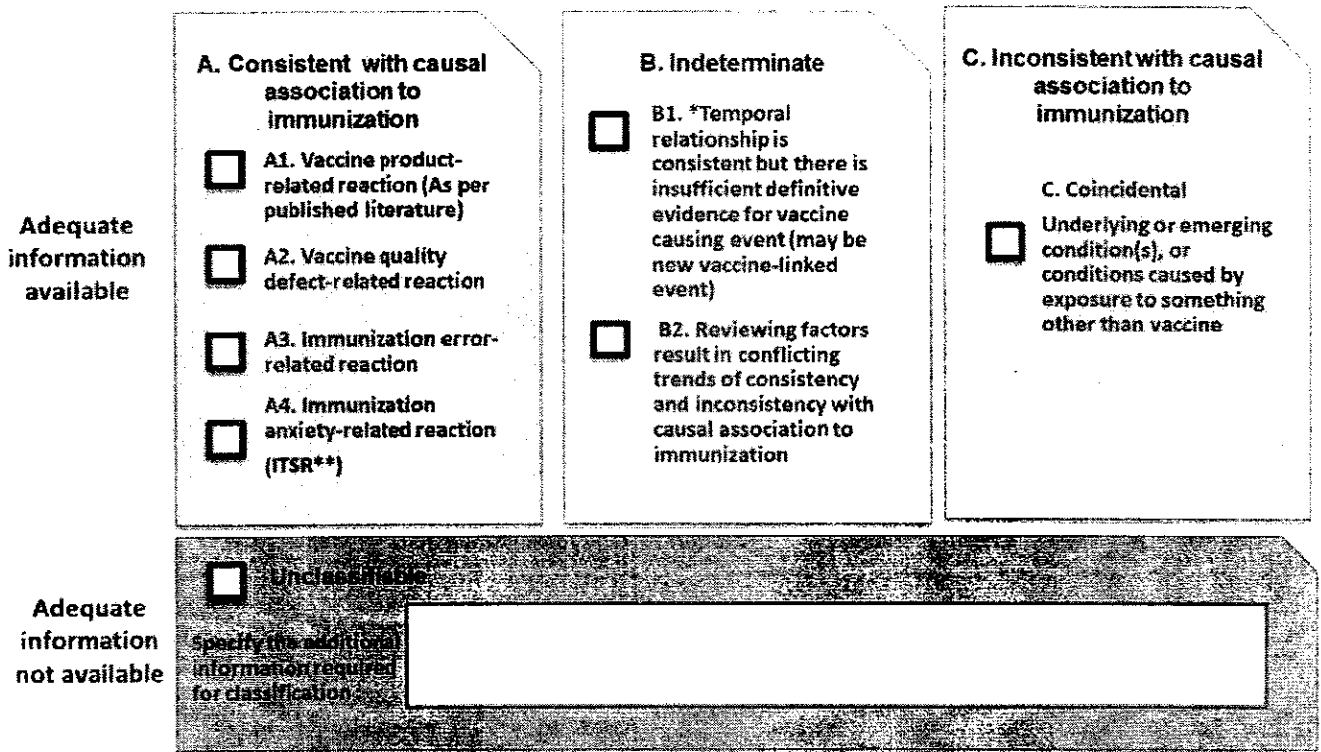 Adequate
information
available
A. Consistent with causal
association to
immunization
A1. Vaccine product-
related reaction (As per
published literature)
A2. Vaccine quality
defect-related reaction
A3. Immunization error-
related reaction
A4. Immunization
anxiety-related reaction
(ITSR**)
B. Indeterminate
B1. *Temporal
relationship is
consistent but there is
insufficient definitive
evidence for vaccine
causing event (may be
new vaccine-linked
event)
B2. Reviewing factors
result in conflicting
trends of consistency
and inconsistency with
causal association to
immunization
C. Inconsistent with causal
association to
immunization
C. Coincidental
Underlying or emerging
condition(s), or
conditions caused by
exposure to something
other than vaccine
Adequate
information
not available
Unclassifiable
Specify the additional
information required
for classification